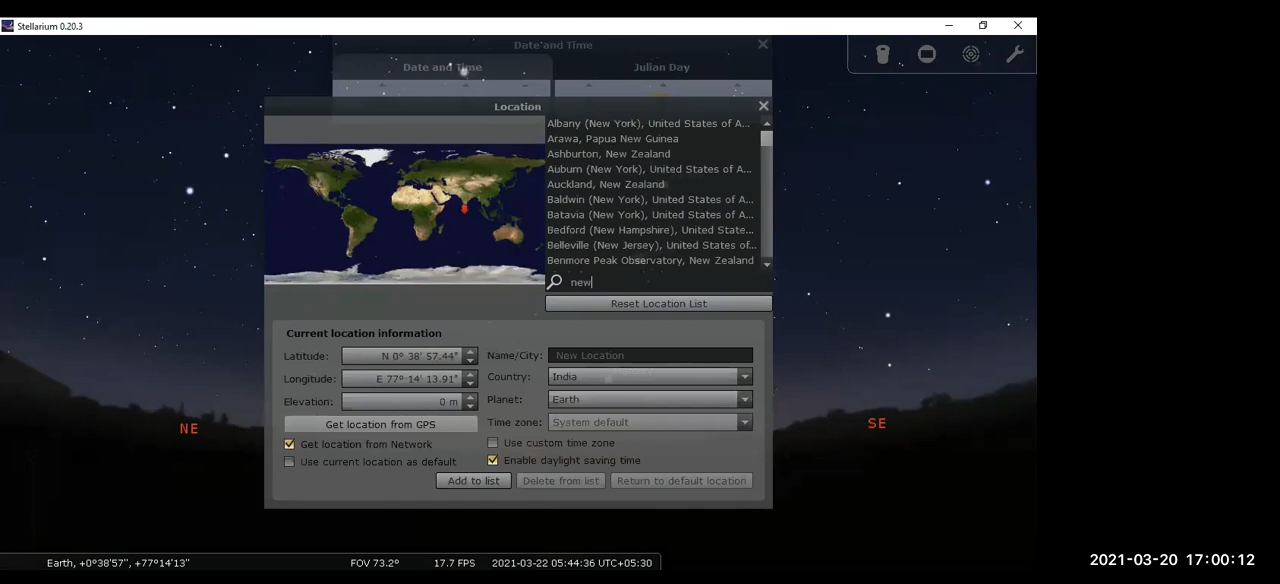 Stellarium 0.20.3
Date and Time
Date and Time
Julian Day
Location
Albany (New York), United States of A...
Arawa, Papua New Guinea
Ashburton, New Zealand
Auburn (New York), United States of A...
Auckland, New Zealand
Baldwin (New York), United States of A...
Batavia (New York), United States of A...
Bedford (New Hampshire), United State...
Belleville (New Jersey), United States of...
Benmore Peak Observatory, New Zealand
new
Reset Location List
Current location information
Latitude: N 0° 38' 57.44"
Name/City: New Location
Longitude: E 77° 14' 13.91"
Country: India
Elevation: 0 m
Planet: Earth
Get location from GPS
Time zone: System default
Get location from Network
Use custom time zone
Use current location as default
Enable daylight saving time
Add to list
Delete from list
Return to default location
NE
SE
Earth, +0°38'57", +77°14'13"
FOV 73.2°
17.7 FPS
2021-03-22 05:44:36 UTC+05:30
2021-03-20 17:00:12